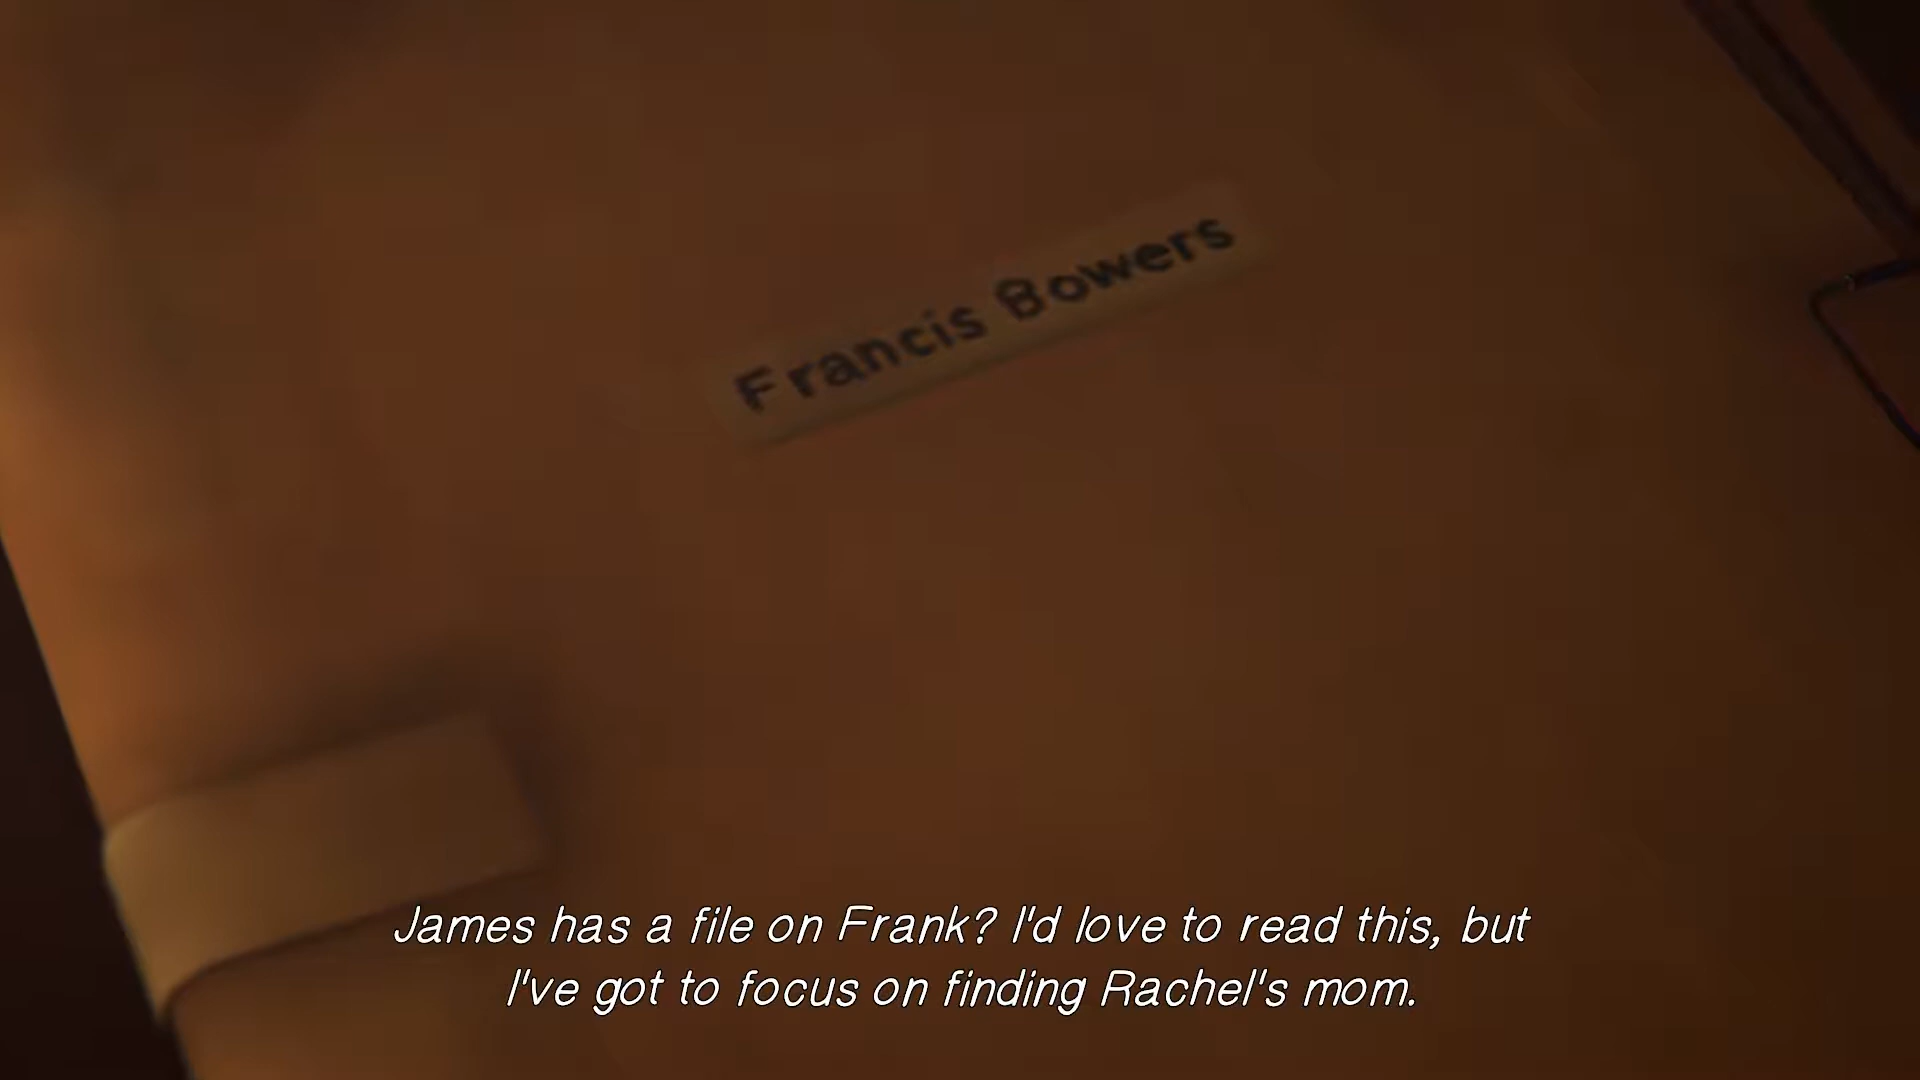 Francis Bowers
James has a file on Frank? I'd love to read this, but
I've got to focus on finding Rachel's mom.